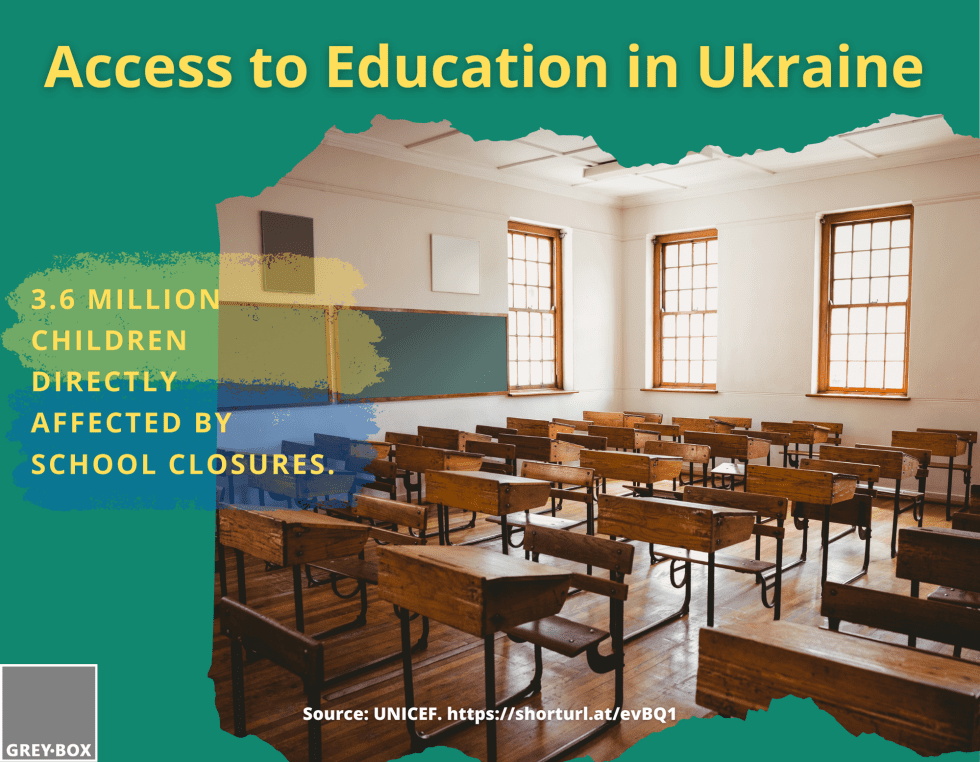 Access to Education in Ukraine
3.6 MILLION
CHILDREN
DIRECTLY
AFFECTED BY
SCHOOL CLOSURES.
Source: UNICEF. https://shorturl.at/evBQ1
GREY·BOX